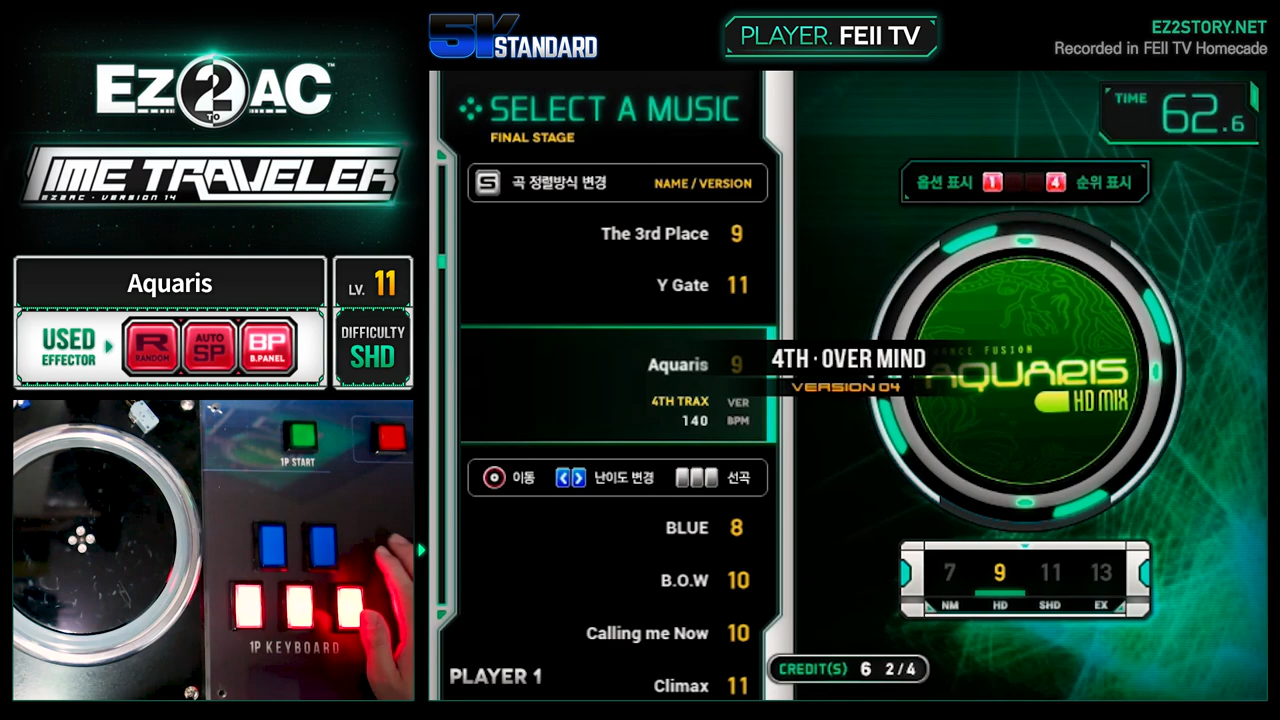 Ez2AC™
TO
TIME TRAVELER
EZ2AC · VERSION 14
Aquaris
LV. 11
USED EFFECTOR
R RANDOM
AUTO SP
BP B.PANEL
DIFFICULTY
SHD
1P START
1P KEYBOARD
5K STANDARD
PLAYER. FEII TV
EZ2STORY.NET
Recorded in FEII TV Homecade
SELECT A MUSIC
FINAL STAGE
S 곡 정렬방식 변경 NAME / VERSION
The 3rd Place 9
Y Gate 11
Aquaris 9
4TH TRAX VER
140 BPM
이동 난이도 변경 선곡
BLUE 8
B.O.W 10
Calling me Now 10
Climax 11
PLAYER 1
TIME 62.6
옵션 표시 1 4 순위 표시
4TH · OVER MIND
VERSION 04
FUSION
AQUARIS
HD MIX
7 9 11 13
NM HD SHD EX
CREDIT(S) 6 2/4